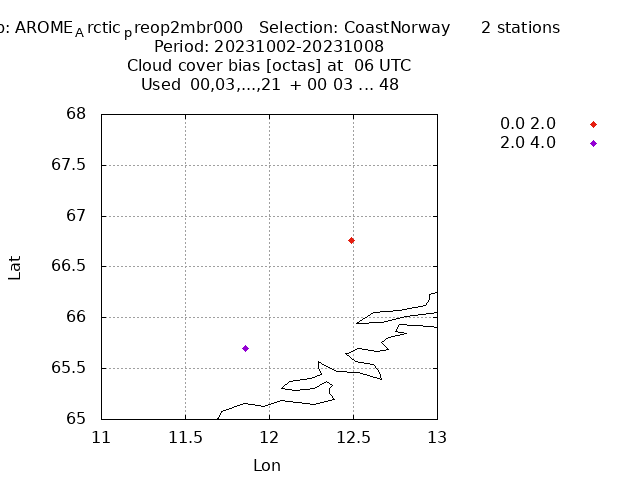 p: AROME_Arctic_preop2mbr000 Selection: CoastNorway 2 stations
Period: 20231002-20231008
Cloud cover bias [octas] at 06 UTC
Used 00,03,...,21 + 00 03 ... 48
0.0 2.0
2.0 4.0
68
67.5
67
66.5
66
65.5
65
Lat
11 11.5 12 12.5 13
Lon